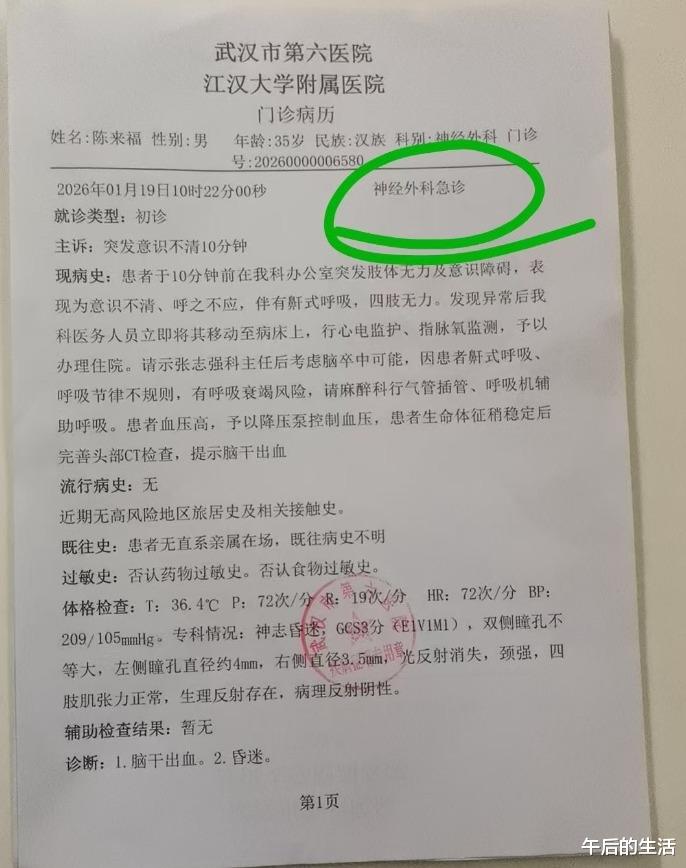 武汉市第六医院
江汉大学附属医院
门诊病历
姓名:陈来福 性别:男 年龄:35岁 民族:汉族 科别:神经外科 门诊
号:20260000006580
2026年01月19日10时22分00秒 神经外科急诊
就诊类型:初诊
主诉:突发意识不清10分钟
现病史:患者于10分钟前在我科办公室突发肢体无力及意识障碍,表
现为意识不清、呼之不应,伴有鼾式呼吸,四肢无力。发现异常后我
科医务人员立即将其移动至病床上,行心电监护、指脉氧监测,予以
办理住院。请示张志强科主任后考虑脑卒中可能,因患者鼾式呼吸、
呼吸节律不规则,有呼吸衰竭风险,请麻醉科行气管插管、呼吸机辅
助呼吸。患者血压高,予以降压泵控制血压,患者生命体征稍稳定后
完善头部CT检查,提示脑干出血
流行病史:无
近期无高风险地区旅居史及相关接触史。
既往史:患者无直系亲属在场,既往病史不明
过敏史:否认药物过敏史。否认食物过敏史。
体格检查:T: 36.4℃ P: 72次/分 R: 19次/分 HR: 72次/分 BP:
209/105mmHg。专科情况:神志昏迷,GCS3分(E1V1M1),双侧瞳孔不
等大,左侧瞳孔直径约4mm,右侧直径3.5mm,光反射消失,颈强,四
肢肌张力正常,生理反射存在,病理反射阴性。
辅助检查结果:暂无
诊断:1.脑干出血。2.昏迷。
第1页
武汉市第六医院
疾病证明专用章
午后的生活